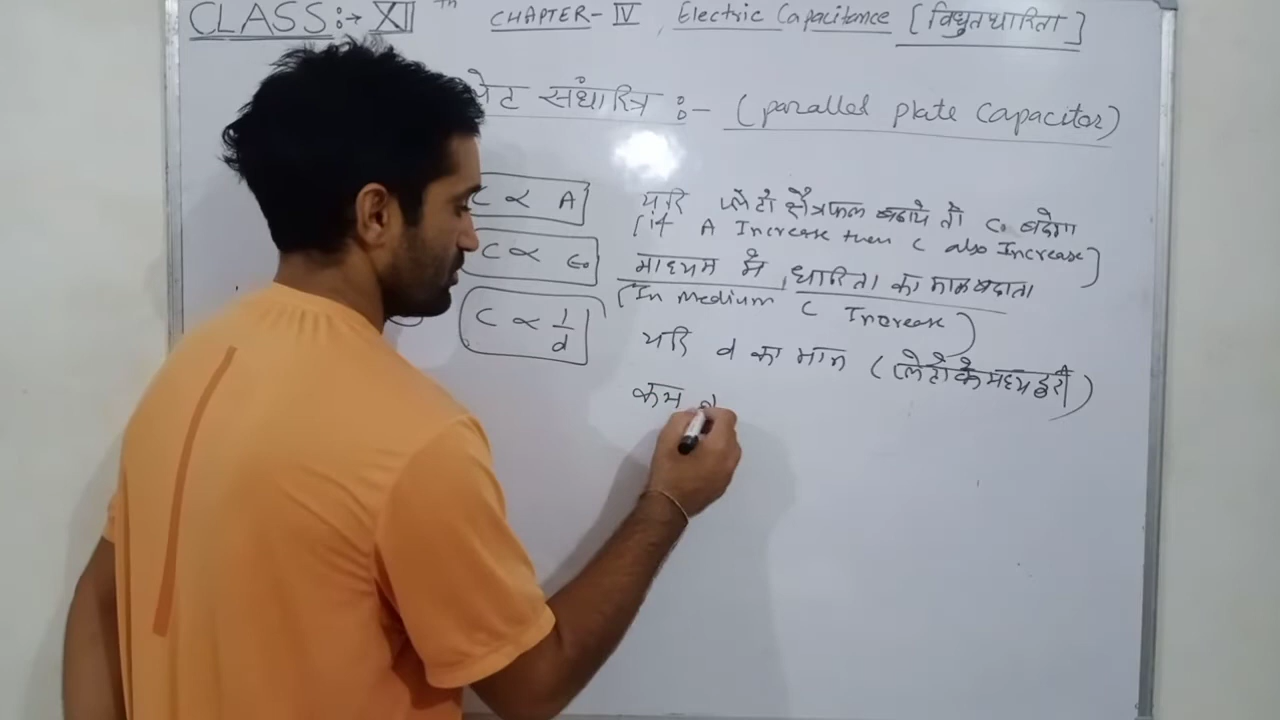 CLASS:→ XII th CHAPTER- IV , Electric Capacitance [विधुतधारिता]
प्लेट संधारित्र :- (parallel plate capacitor)
C ∝ A
यदि प्लेटो क्षेत्रफल बढाये तो C. बढेगा
(if A Increase then C also Increase)
C ∝ ϵ₀
माध्यम में , धारिता का मान बढाता
(In medium C Increase)
C ∝ 1/d
यदि d का मान (प्लेटो के मध्य दुरी)
कम